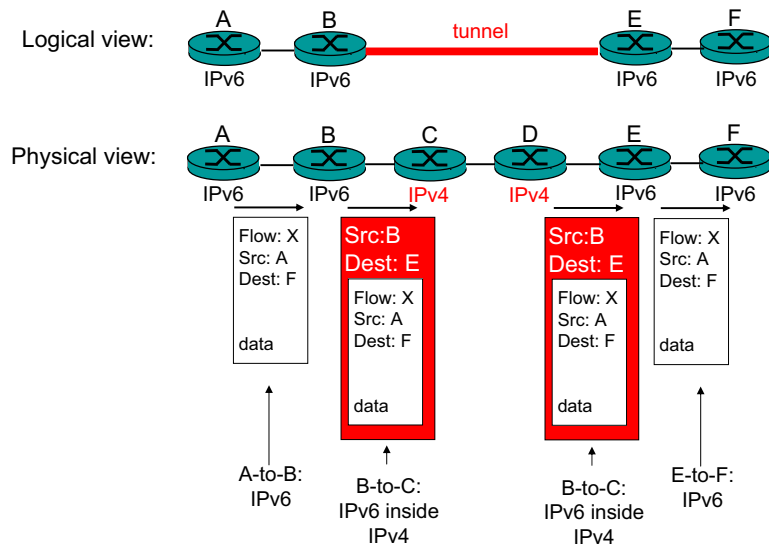 Logical view:
A
B
tunnel
E
F
IPv6
IPv6
IPv6
IPv6
Physical view:
A
B
C
D
E
F
IPv6
IPv6
IPv4
IPv4
IPv6
IPv6
Flow: X
Src: A
Dest: F
data
Src:B
Dest: E
Flow: X
Src: A
Dest: F
data
Src:B
Dest: E
Flow: X
Src: A
Dest: F
data
Flow: X
Src: A
Dest: F
data
A-to-B:
IPv6
B-to-C:
IPv6 inside
IPv4
B-to-C:
IPv6 inside
IPv4
E-to-F:
IPv6